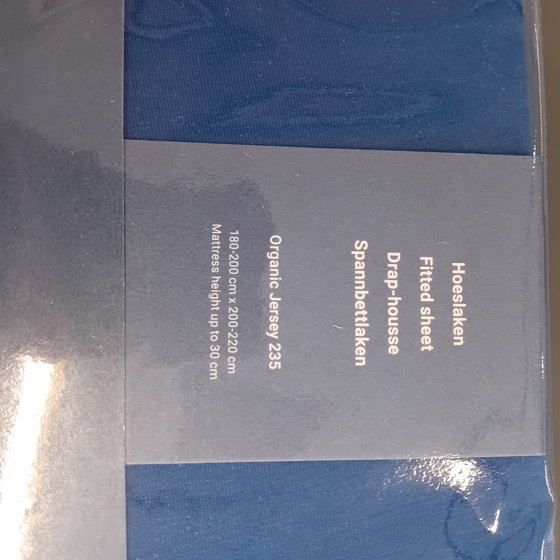 Hoeslaken
Fitted sheet
Drap-housse
Spannbettlaken
Organic Jersey 235
180-200 cm x 200-220 cm
Mattress height up to 30 cm